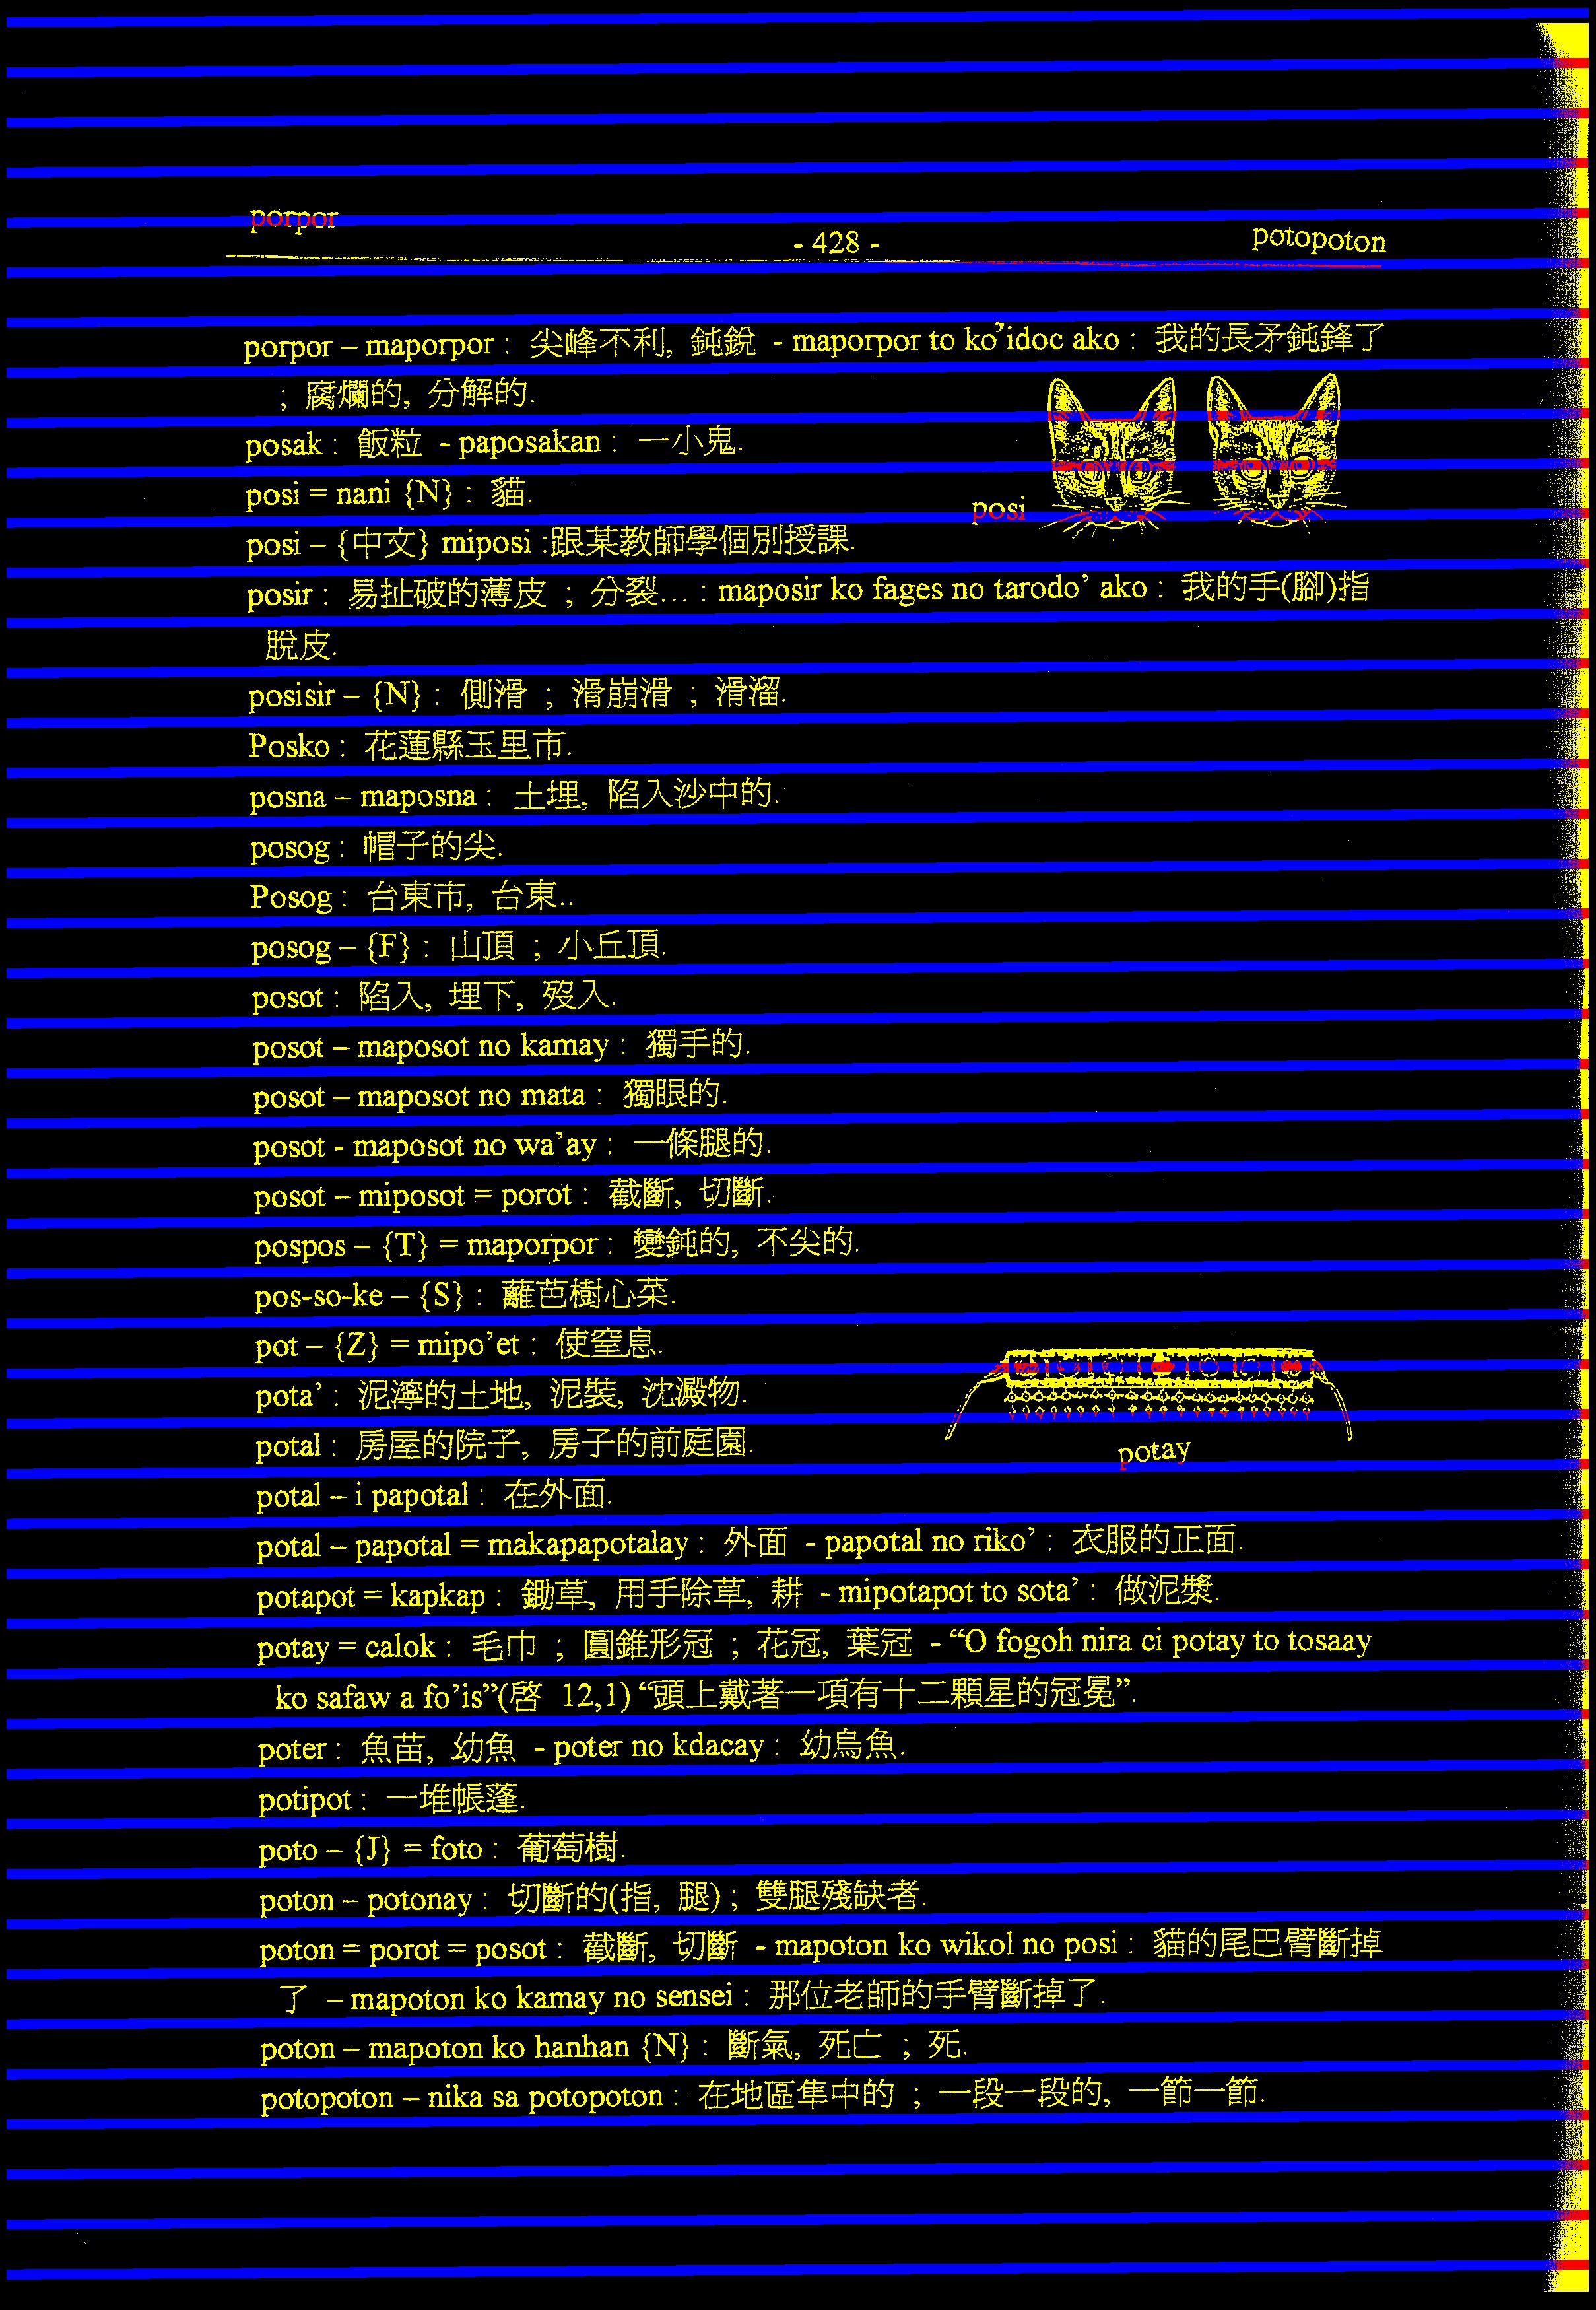 porpor
- 428 -
potopoton
porpor – maporpor : 尖峰不利, 鈍銳 - maporpor to ko’idoc ako : 我的長矛鈍鋒了
; 腐爛的, 分解的.
posak : 飯粒 - paposakan : 一小鬼.
posi = nani {N} : 貓.
posi
posi – {中文} miposi :跟某教師學個別授課.
posir : 易扯破的薄皮 ; 分裂... : maposir ko fages no tarodo’ ako : 我的手(腳)指
脫皮.
posisir – {N} : 側滑 ; 滑崩滑 ; 滑溜.
Posko : 花蓮縣玉里市.
posna – maposna : 土埋, 陷入沙中的.
posog : 帽子的尖.
Posog : 台東市, 台東..
posog – {F} : 山頂 ; 小丘頂.
posot : 陷入, 埋下, 歿入.
posot – maposot no kamay : 獨手的.
posot – maposot no mata : 獨眼的.
posot - maposot no wa’ay : 一條腿的.
posot – miposot = porot : 截斷, 切斷.
pospos – {T} = maporpor : 變鈍的, 不尖的.
pos-so-ke – {S} : 蘿芭樹心菜.
pot – {Z} = mipo’et : 使窒息.
pota’ : 泥濘的土地, 泥裝, 沈澱物.
potal : 房屋的院子, 房子的前庭園.
potay
potal – i papotal : 在外面.
potal – papotal = makapapotalay : 外面 - papotal no riko’ : 衣服的正面.
potapot = kapkap : 鋤草, 用手除草, 耕 - mipotapot to sota’ : 做泥漿.
potay = calok : 毛巾 ; 圓錐形冠 ; 花冠, 葉冠 - “O fogoh nira ci potay to tosaay
ko safaw a fo’is”(啓 12,1) “頭上戴著一項有十二顆星的冠冕”.
poter : 魚苗, 幼魚 - poter no kdacay : 幼鳥魚.
potipot : 一堆帳蓬.
poto – {J} = foto : 葡萄樹.
poton – potonay : 切斷的(指, 腿) ; 雙腿殘缺者.
poton = porot = posot : 截斷, 切斷 - mapoton ko wikol no posi : 貓的尾巴臂斷掉
了 – mapoton ko kamay no sensei : 那位老師的手臂斷掉了.
poton – mapoton ko hanhan {N} : 斷氣, 死亡 ; 死.
potopoton – nika sa potopoton : 在地區隼中的 ; 一段一段的, 一節一節.